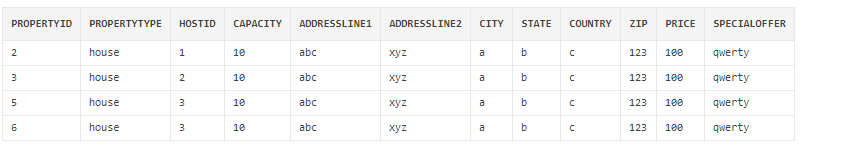 PROPERTYID PROPERTYTYPE HOSTID CAPACITY ADDRESSLINE1 ADDRESSLINE2 CITY STATE COUNTRY ZIP PRICE SPECIALOFFER
2 house 1 10 abc xyz a b c 123 100 qwerty
3 house 2 10 abc xyz a b c 123 100 qwerty
5 house 3 10 abc xyz a b c 123 100 qwerty
6 house 3 10 abc xyz a b c 123 100 qwerty